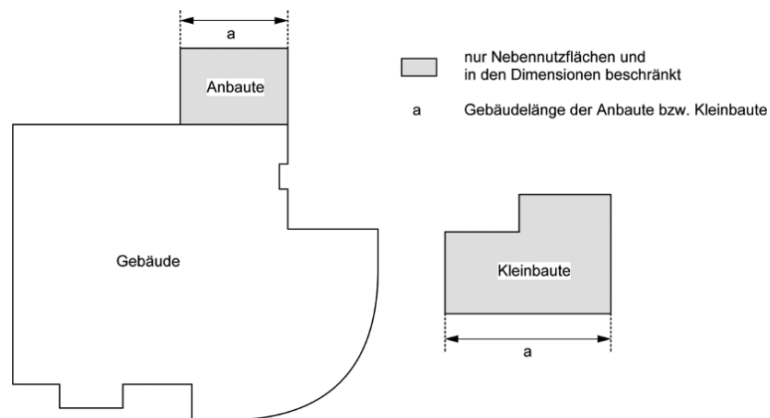 a
Anbaute
nur Nebennutzflächen und
in den Dimensionen beschränkt
a
Gebäudelänge der Anbaute bzw. Kleinbaute
Gebäude
Kleinbaute
a